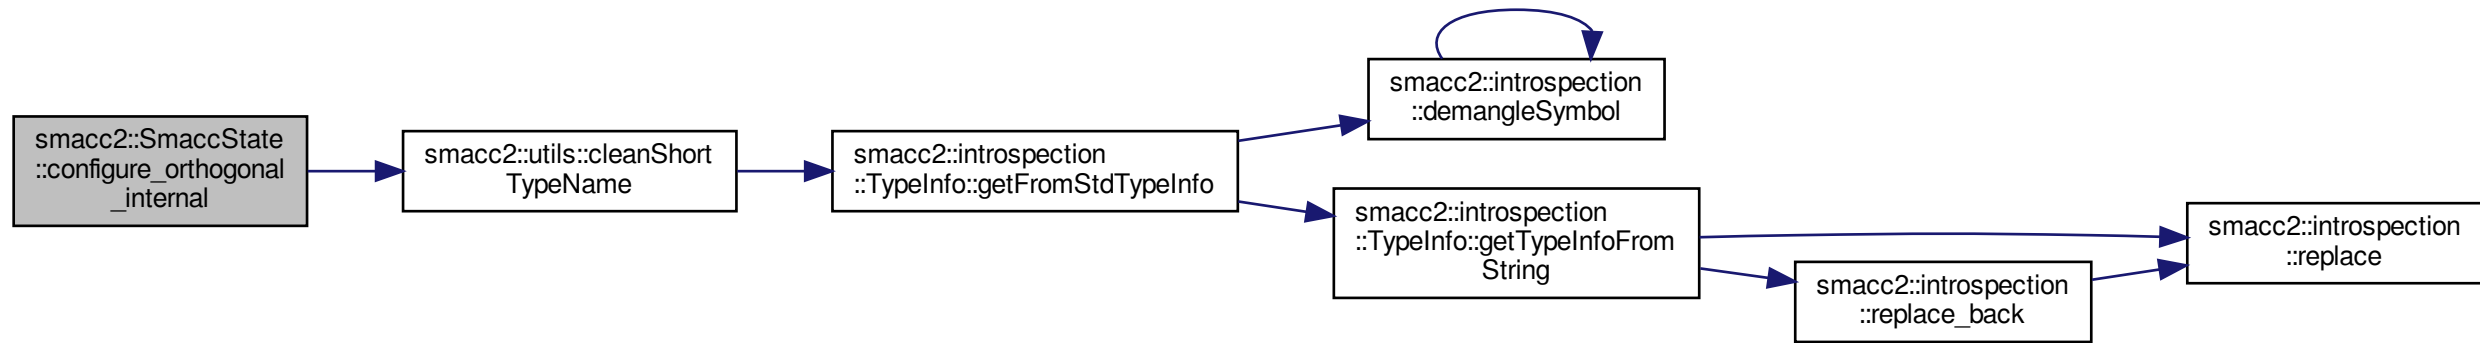 smacc2::SmaccState
::configure_orthogonal
_internal
smacc2::utils::cleanShort
TypeName
smacc2::introspection
::TypeInfo::getFromStdTypeInfo
smacc2::introspection
::demangleSymbol
smacc2::introspection
::TypeInfo::getTypeInfoFrom
String
smacc2::introspection
::replace_back
smacc2::introspection
::replace